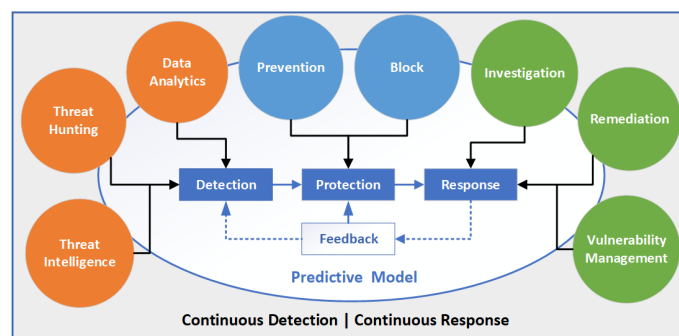 Data
Analytics
Prevention
Block
Investigation
Threat
Hunting
Remediation
Detection
Protection
Response
Threat
Intelligence
Feedback
Vulnerability
Management
Predictive Model
Continuous Detection | Continuous Response